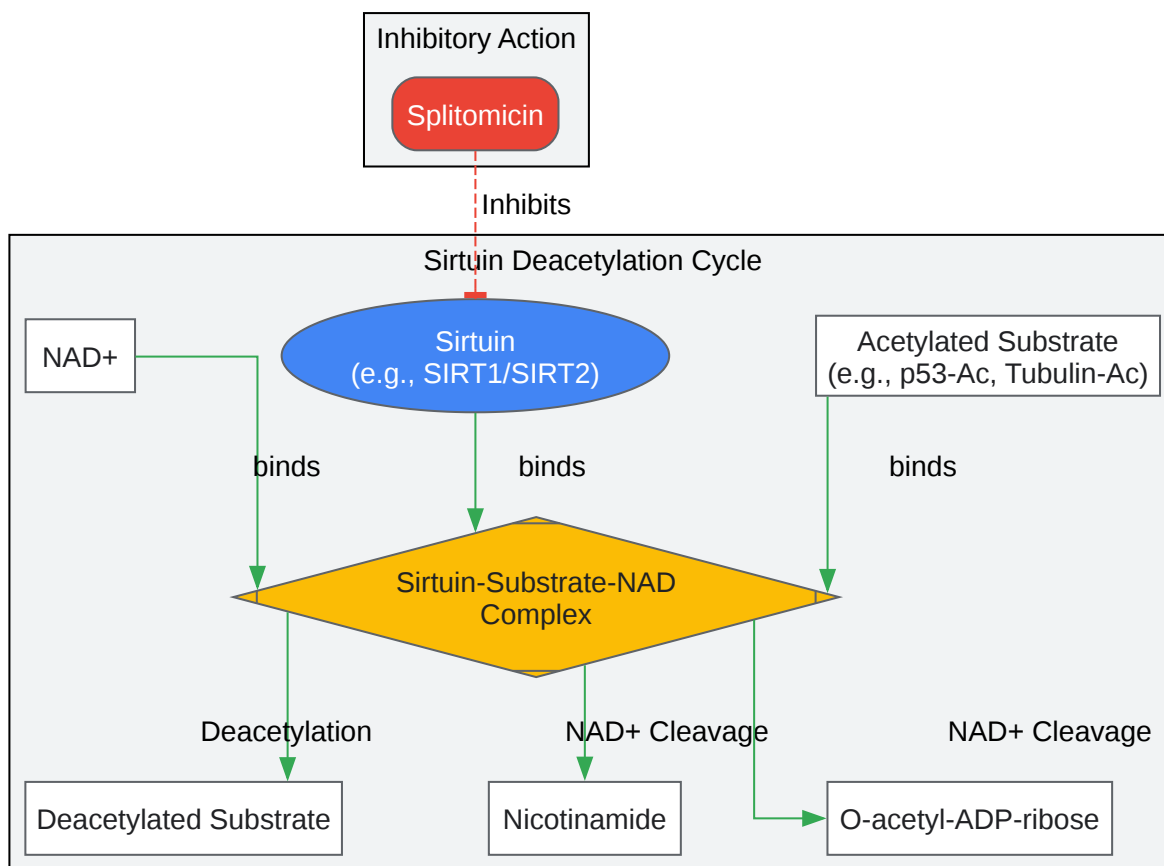 Inhibitory Action
Splitomicin
Inhibits
Sirtuin Deacetylation Cycle
NAD+
Sirtuin
(e.g., SIRT1/SIRT2)
Acetylated Substrate
(e.g., p53-Ac, Tubulin-Ac)
binds
binds
binds
Sirtuin-Substrate-NAD
Complex
Deacetylation
NAD+ Cleavage
NAD+ Cleavage
Deacetylated Substrate
Nicotinamide
O-acetyl-ADP-ribose